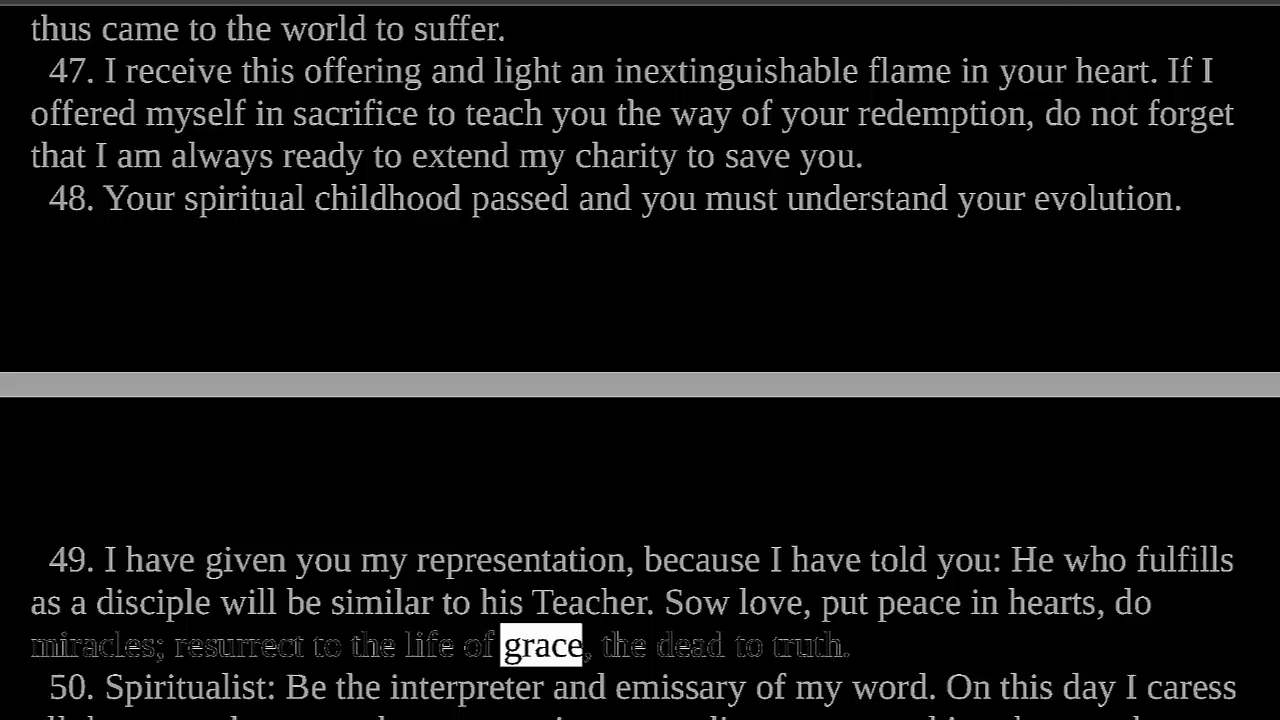 thus came to the world to suffer.
47. I receive this offering and light an inextinguishable flame in your heart. If I
offered myself in sacrifice to teach you the way of your redemption, do not forget
that I am always ready to extend my charity to save you.
48. Your spiritual childhood passed and you must understand your evolution.
49. I have given you my representation, because I have told you: He who fulfills
as a disciple will be similar to his Teacher. Sow love, put peace in hearts, do
miracles; resurrect to the life of grace, the dead to truth.
50. Spiritualist: Be the interpreter and emissary of my word. On this day I caress